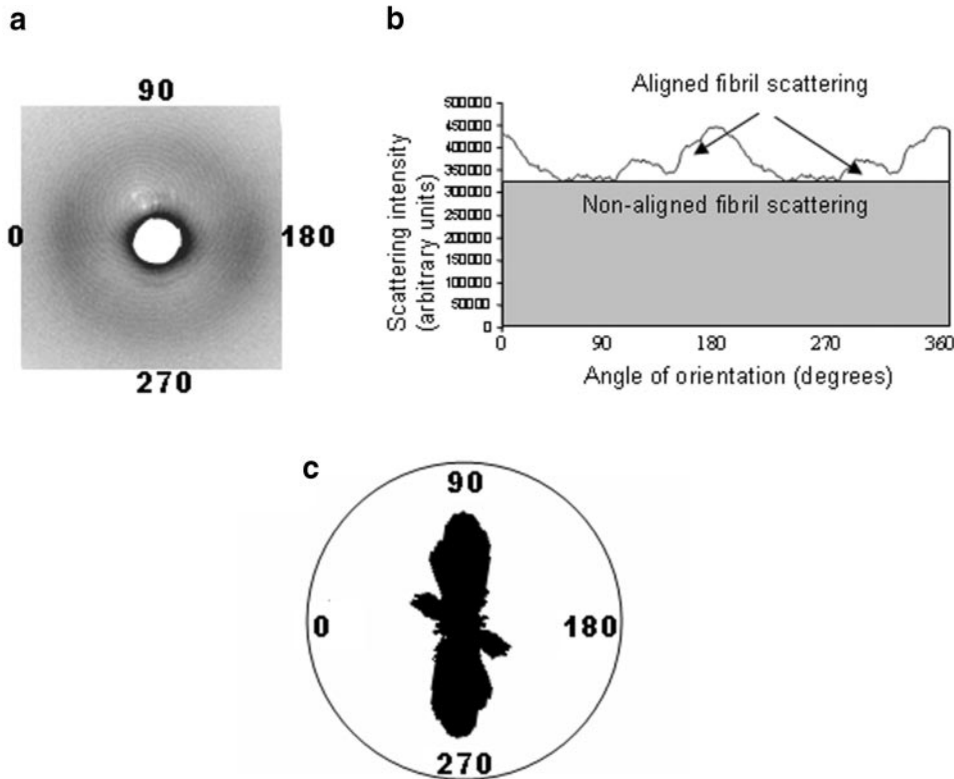 a
90
0
180
270
b
Aligned fibril scattering
Scattering intensity
(arbitrary units)
500000
450000
400000
350000
300000
250000
200000
150000
100000
50000
0
Non-aligned fibril scattering
0 90 180 270 360
Angle of orientation (degrees)
c
90
0
180
270